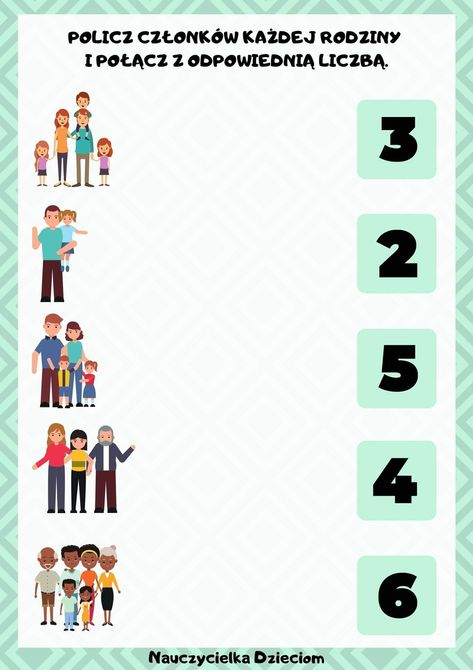 POLICZ CZŁONKÓW KAŻDEJ RODZINY
I POŁĄCZ Z ODPOWIEDNIĄ LICZBĄ.
3
2
5
4
6
Nauczycielka Dzieciom